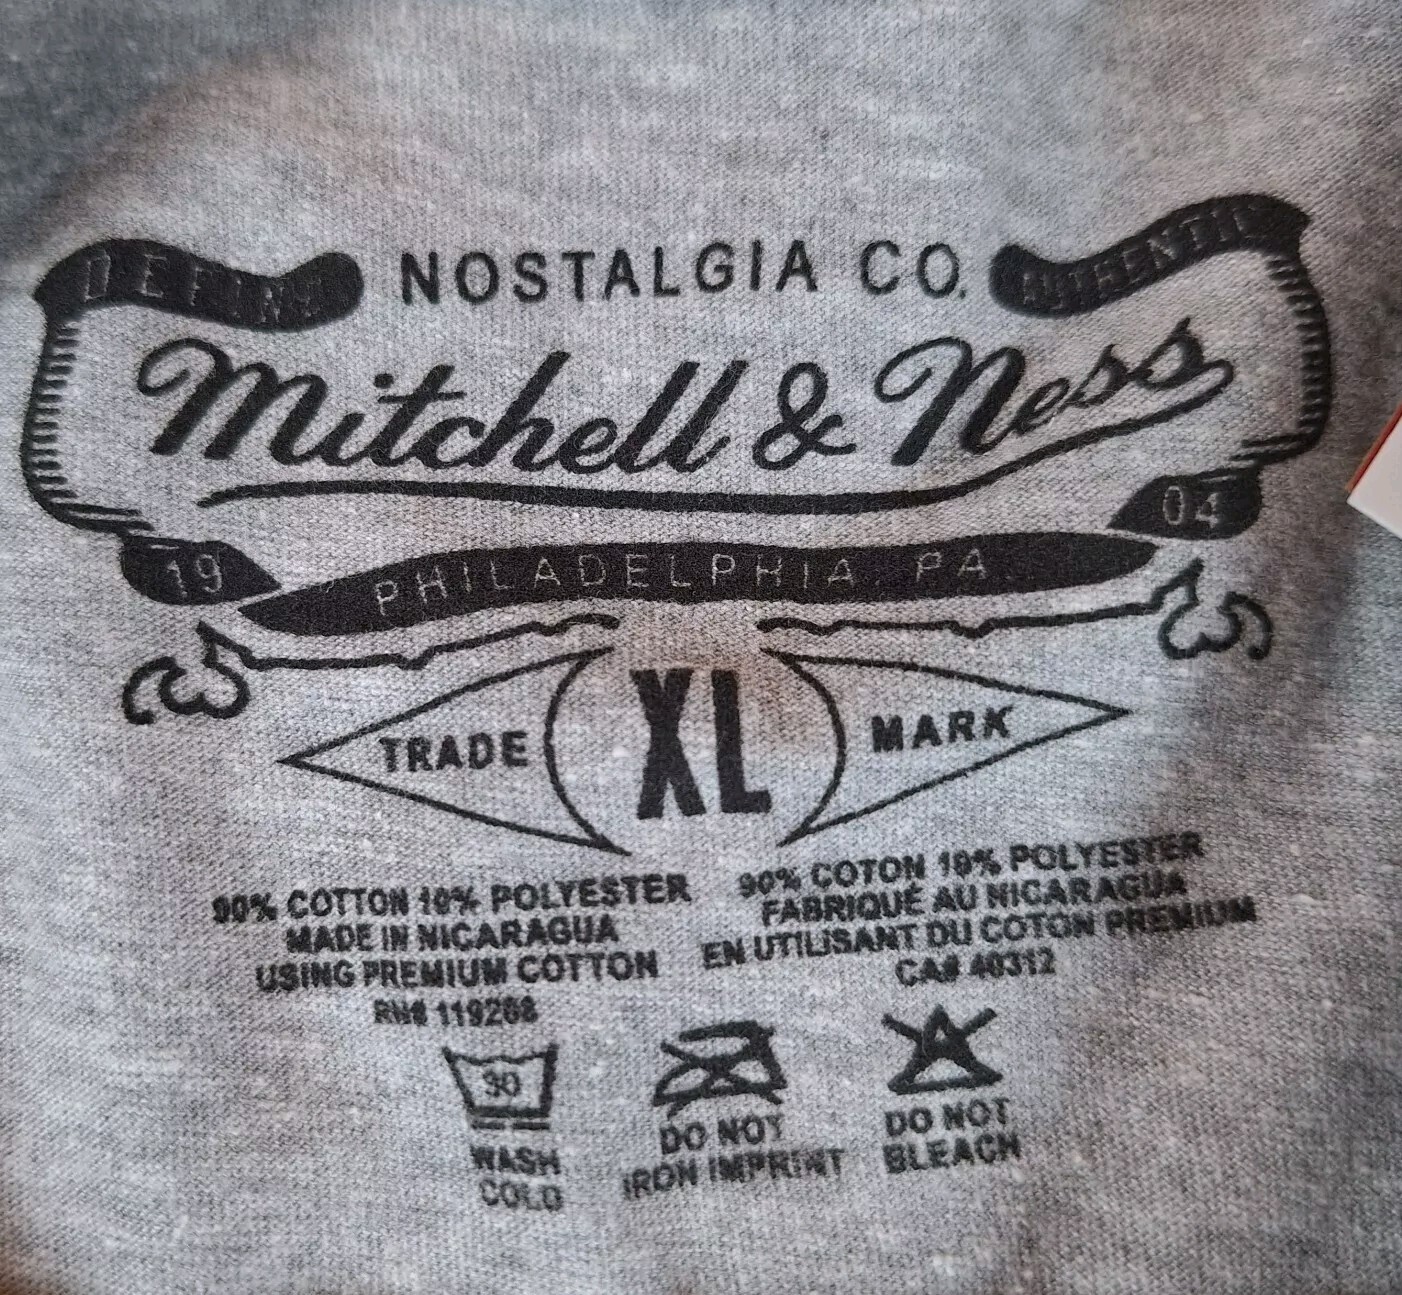 DEFINE
NOSTALGIA CO.
AUTHENTIC
Mitchell & Ness
19
PHILADELPHIA, PA
04
TRADE
XL
MARK
90% COTTON 10% POLYESTER
MADE IN NICARAGUA
USING PREMIUM COTTON
RN# 119268
90% COTON 10% POLYESTER
FABRIQUÉ AU NICARAGUA
EN UTILISANT DU COTON PREMIUM
CA# 40312
30
WASH
COLD
DO NOT
IRON IMPRINT
DO NOT
BLEACH